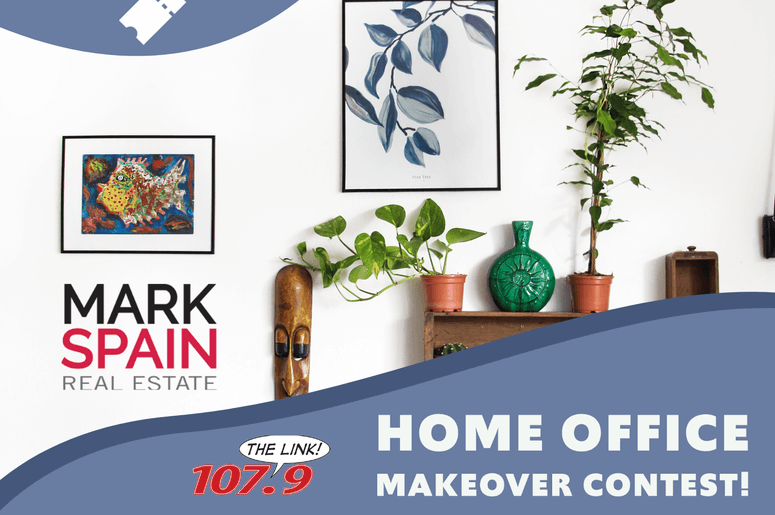 MARK
SPAIN
REAL ESTATE
THE LINK!
107.9
HOME OFFICE
MAKEOVER CONTEST!